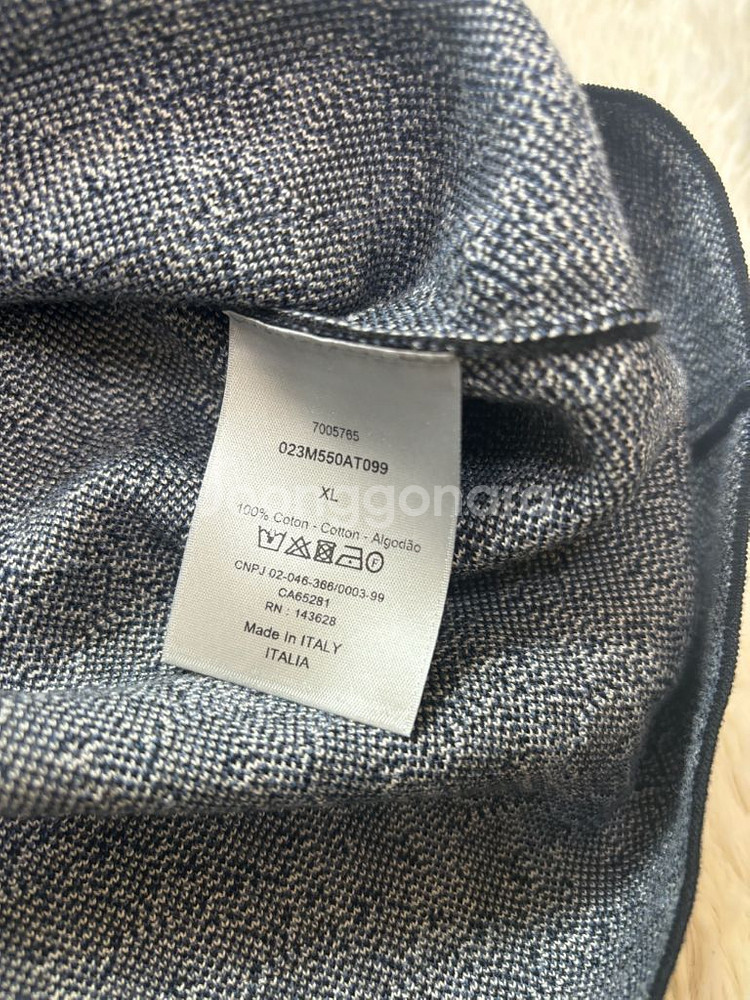 7005765
023M550AT099
XL
Joonggonara
100% Coton - Cotton - Algodão
F
CNPJ 02-046-366/0003-99
CA65281
RN : 143628
Made in ITALY
ITALIA